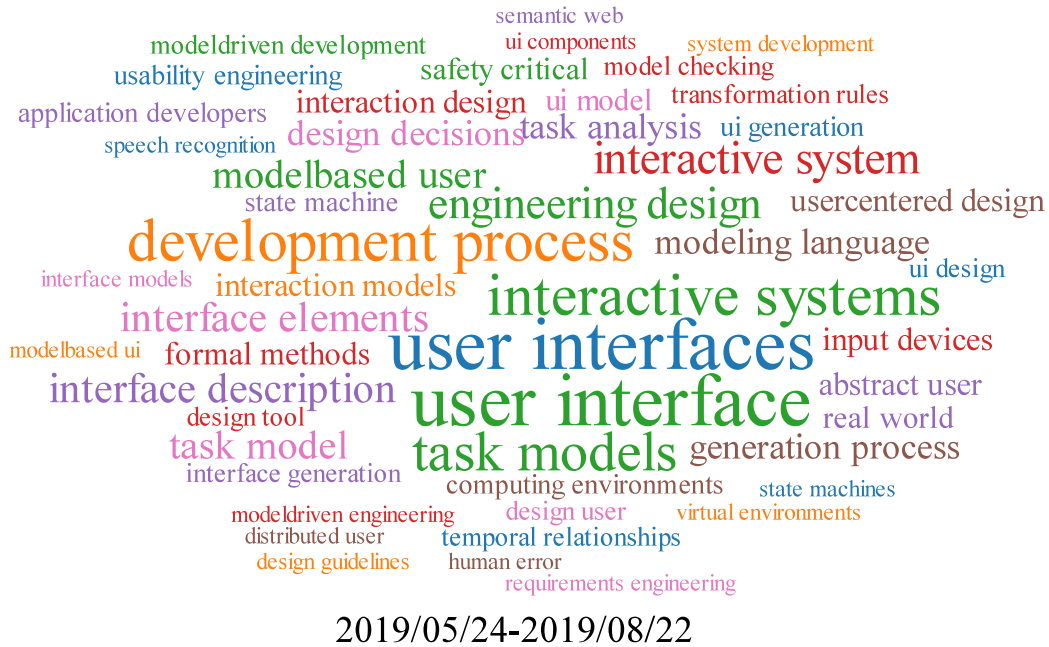 semantic web
modeldriven development
ui components
system development
usability engineering
safety critical
model checking
application developers
interaction design
ui model
transformation rules
speech recognition
design decisions
task analysis
ui generation
interactive system
modelbased user
state machine
engineering design
usercentered design
development process
modeling language
interface models
interaction models
ui design
interactive systems
interface elements
modelbased ui
formal methods
user interfaces
input devices
interface description
abstract user
design tool
user interface
real world
task model
task models
generation process
interface generation
computing environments
state machines
modeldriven engineering
design user
virtual environments
distributed user
temporal relationships
design guidelines
human error
requirements engineering
2019/05/24-2019/08/22